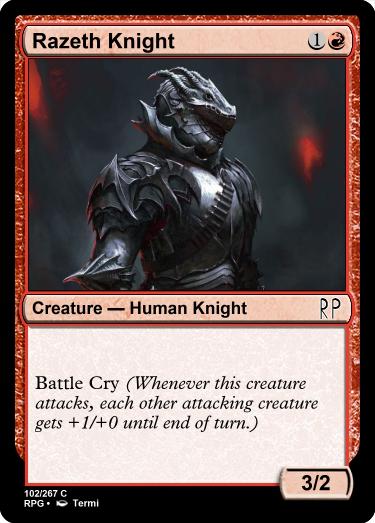 Razeth Knight 1
Creature — Human Knight RP
Battle Cry (Whenever this creature
attacks, each other attacking creature
gets +1/+0 until end of turn.)
3/2
102/267 C
RPG • Termi